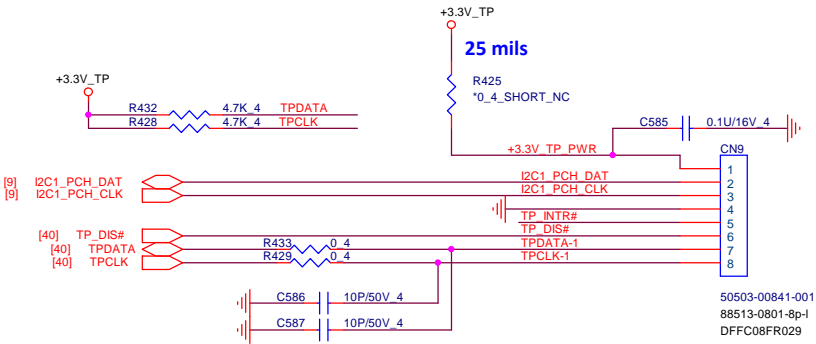 +3.3V_TP
25 mils
R425
*0_4_SHORT_NC
+3.3V_TP
R432 4.7K_4 TPDATA
R428 4.7K_4 TPCLK
C585 0.1U/16V_4
+3.3V_TP_PWR
CN9
1
[9] I2C1_PCH_DAT I2C1_PCH_DAT 2
[9] I2C1_PCH_CLK I2C1_PCH_CLK 3
4
TP_INTR# 5
[40] TP_DIS# TP_DIS# 6
[40] TPDATA R433 0_4 TPDATA-1 7
[40] TPCLK R429 0_4 TPCLK-1 8
C586 10P/50V_4
C587 10P/50V_4
50503-00841-001
88513-0801-8p-l
DFFC08FR029